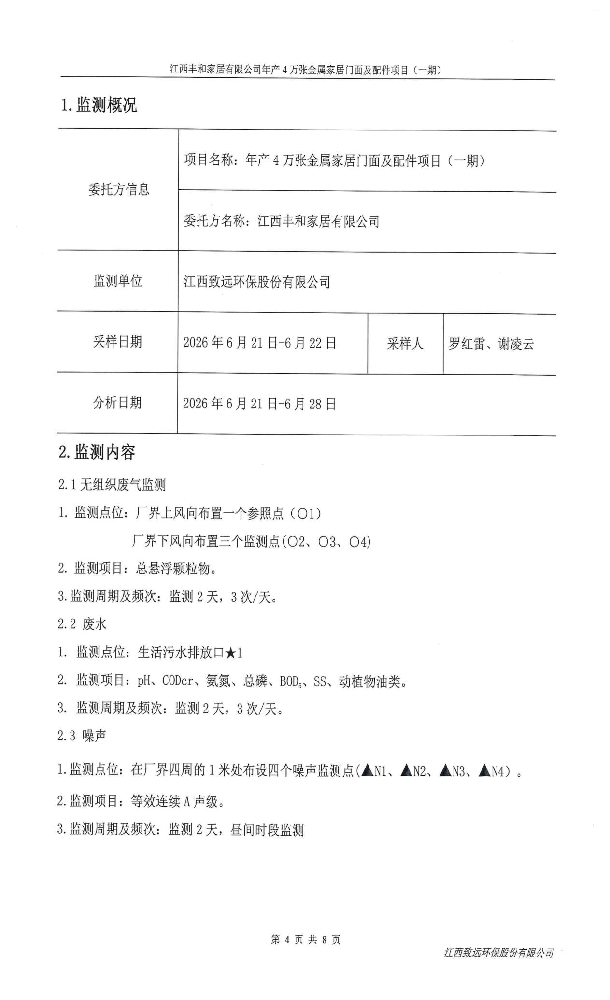 江西丰和家居有限公司年产 4 万张金属家居门面及配件项目（一期）
1.监测概况
委托方信息
项目名称：年产 4 万张金属家居门面及配件项目（一期）
委托方名称：江西丰和家居有限公司
监测单位
江西致远环保股份有限公司
采样日期
2026 年 6 月 21 日-6 月 22 日
采样人
罗红雷、谢凌云
分析日期
2026 年 6 月 21 日-6 月 28 日
2.监测内容
2.1 无组织废气监测
1. 监测点位：厂界上风向布置一个参照点（○1）
厂界下风向布置三个监测点(○2、○3、○4)
2. 监测项目：总悬浮颗粒物。
3.监测周期及频次：监测 2 天，3 次/天。
2.2 废水
1. 监测点位：生活污水排放口★1
2. 监测项目：pH、CODcr、氨氮、总磷、BOD₅、SS、动植物油类。
3. 监测周期及频次：监测 2 天，3 次/天。
2.3 噪声
1.监测点位：在厂界四周的 1 米处布设四个噪声监测点(▲N1、▲N2、▲N3、▲N4）。
2.监测项目：等效连续 A 声级。
3.监测周期及频次：监测 2 天，昼间时段监测
第 4 页 共 8 页
江西致远环保股份有限公司